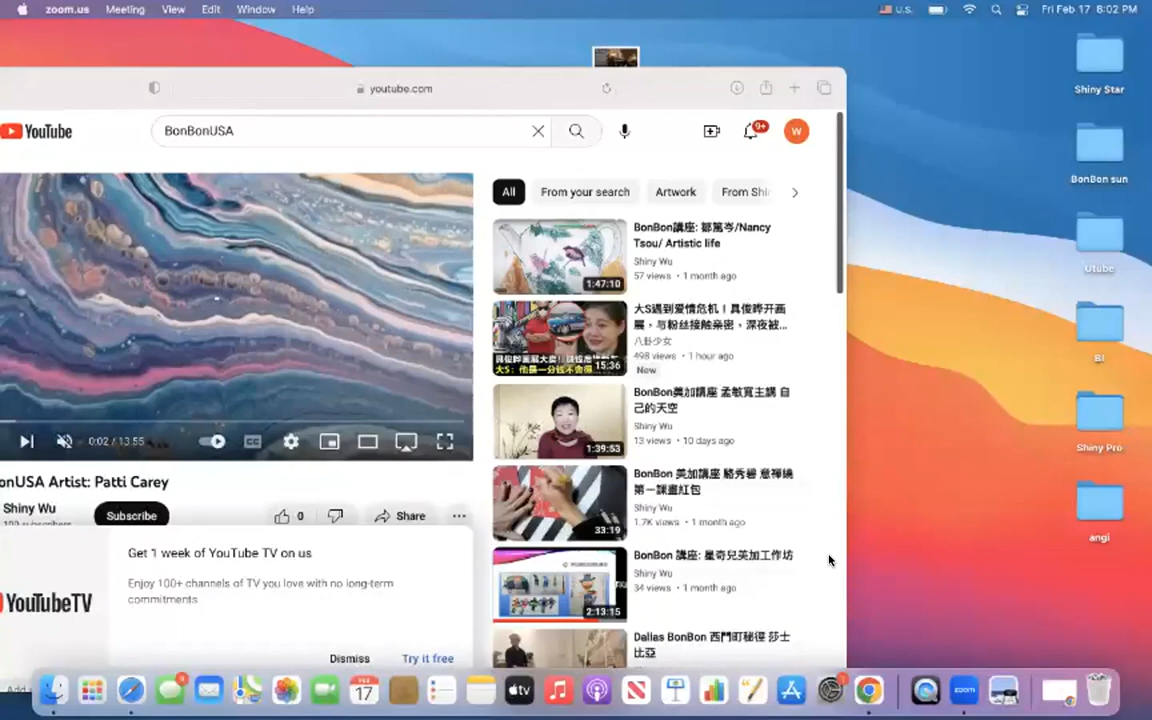 zoom.us Meeting View Edit Window Help U.S. Fri Feb 17 8:02 PM
youtube.com
YouTube
BonBonUSA
9+
W
All From your search Artwork From Shi
BonBon講座: 鄒篤岑/Nancy
Tsou/ Artistic life
Shiny Wu
57 views • 1 month ago
1:47:10
大S遇到爱情危机！具俊晔开画
展，与粉丝接触亲密，深夜被...
八卦少女
498 views • 1 hour ago
New
15:36
BonBon美加講座 孟敏寬主講 自
己的天空
Shiny Wu
13 views • 10 days ago
1:39:53
BonBon 美加講座 駱秀碧 意禪繞
第一課畫紅包
Shiny Wu
1.7K views • 1 month ago
33:19
BonBon 講座: 星奇兒美加工作坊
Shiny Wu
34 views • 1 month ago
2:13:15
Dallas BonBon 西門町秘徑 莎士
比亞
0:02 / 13:55
CC
onUSA Artist: Patti Carey
Shiny Wu
Subscribe
0
Share
Get 1 week of YouTube TV on us
Enjoy 100+ channels of TV you love with no long-term
commitments
YouTubeTV
Dismiss Try it free
Shiny Star
BonBon sun
Utube
BI
Shiny Pro
angi
17
tv
zoom